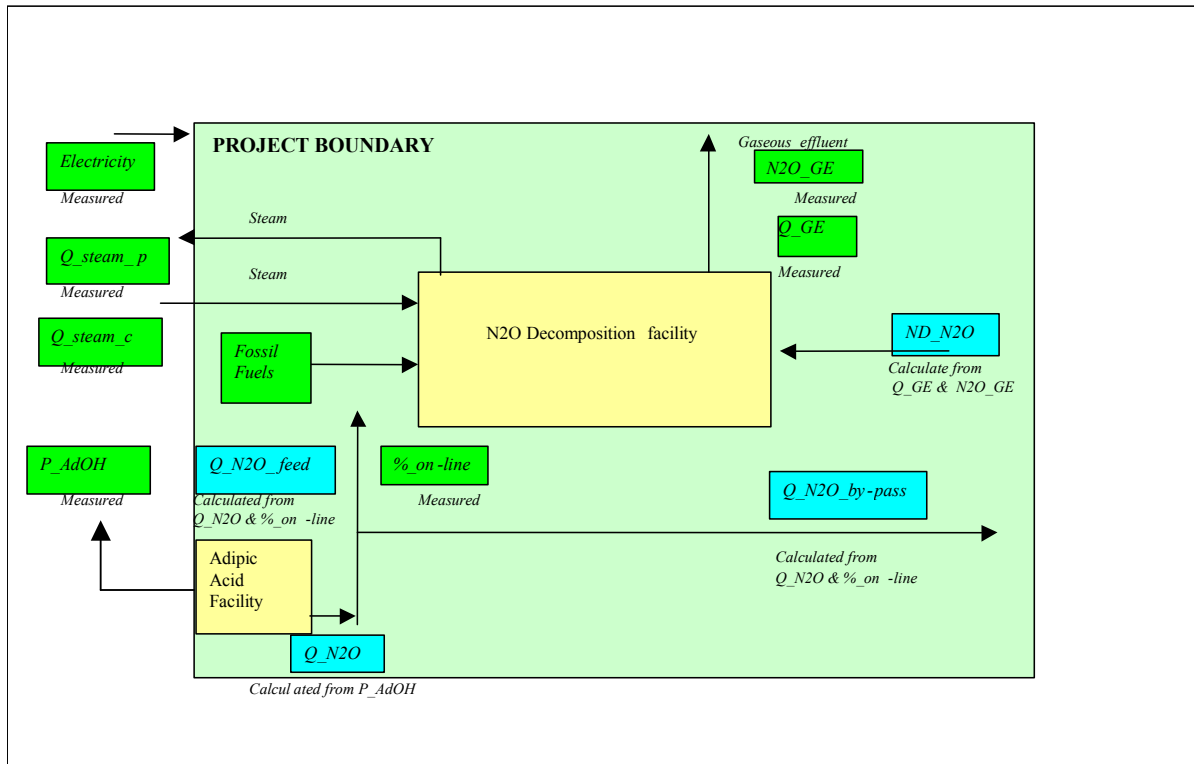 PROJECT BOUNDARY
Gaseous effluent
N2O_GE
Measured
Q_GE
Measured
Electricity
Measured
Steam
Q_steam_p
Measured
Steam
Q_steam_c
Measured
Fossil
Fuels
N2O Decomposition facility
ND_N2O
Calculate from
Q_GE & N2O_GE
P_AdOH
Measured
Q_N2O_feed
Calculated from
Q_N2O & %_on -line
%_on -line
Measured
Q_N2O_by-pass
Calculated from
Q_N2O & %_on -line
Adipic
Acid
Facility
Q_N2O
Calcul ated from P_AdOH